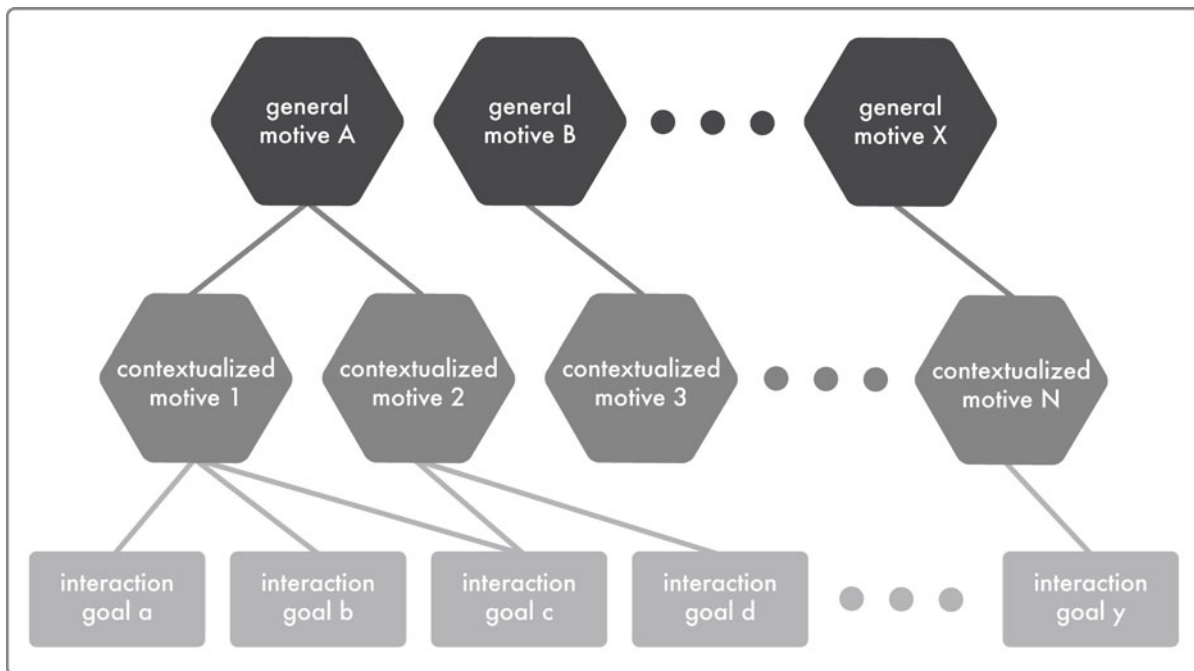 general
motive A
general
motive B
general
motive X
contextualized
motive 1
contextualized
motive 2
contextualized
motive 3
contextualized
motive N
interaction
goal a
interaction
goal b
interaction
goal c
interaction
goal d
interaction
goal y